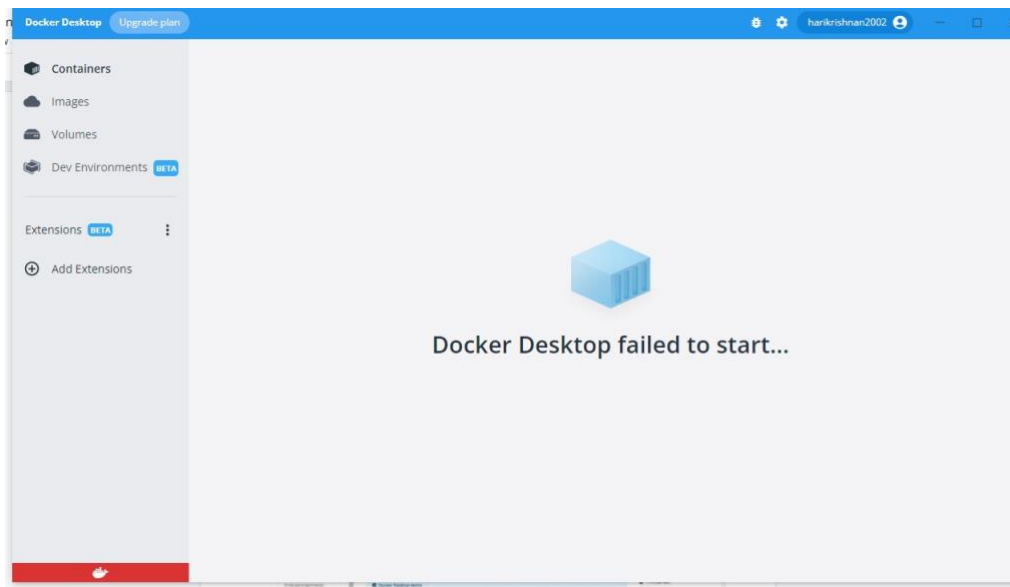 Docker Desktop Upgrade plan harikrishnan2002
Containers
Images
Volumes
Dev Environments BETA
Extensions BETA
Add Extensions
Docker Desktop failed to start...